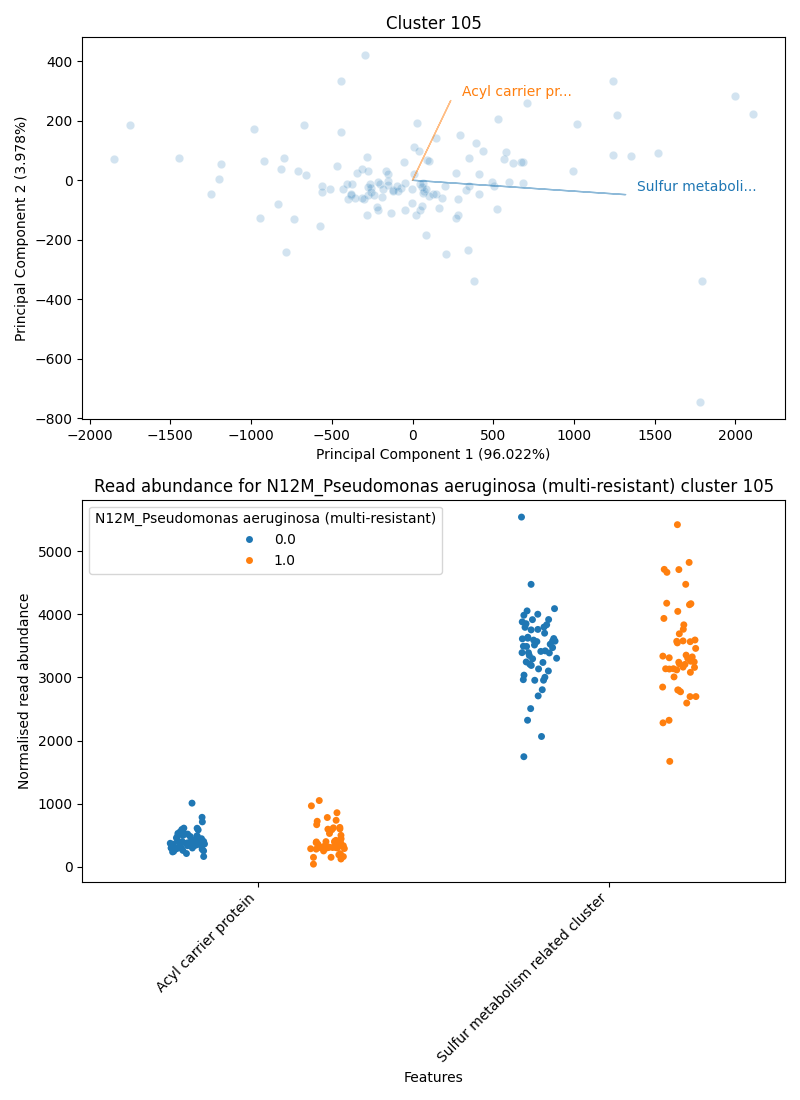 Cluster 105
400
200
0
−200
−400
−600
−800
Principal Component 2 (3.978%)
Acyl carrier pr...
Sulfur metaboli...
−2000
−1500
−1000
−500
0
500
1000
1500
2000
Principal Component 1 (96.022%)
Read abundance for N12M_Pseudomonas aeruginosa (multi-resistant) cluster 105
N12M_Pseudomonas aeruginosa (multi-resistant)
0.0
1.0
5000
4000
3000
2000
1000
0
Normalised read abundance
Acyl carrier protein
Sulfur metabolism related cluster
Features